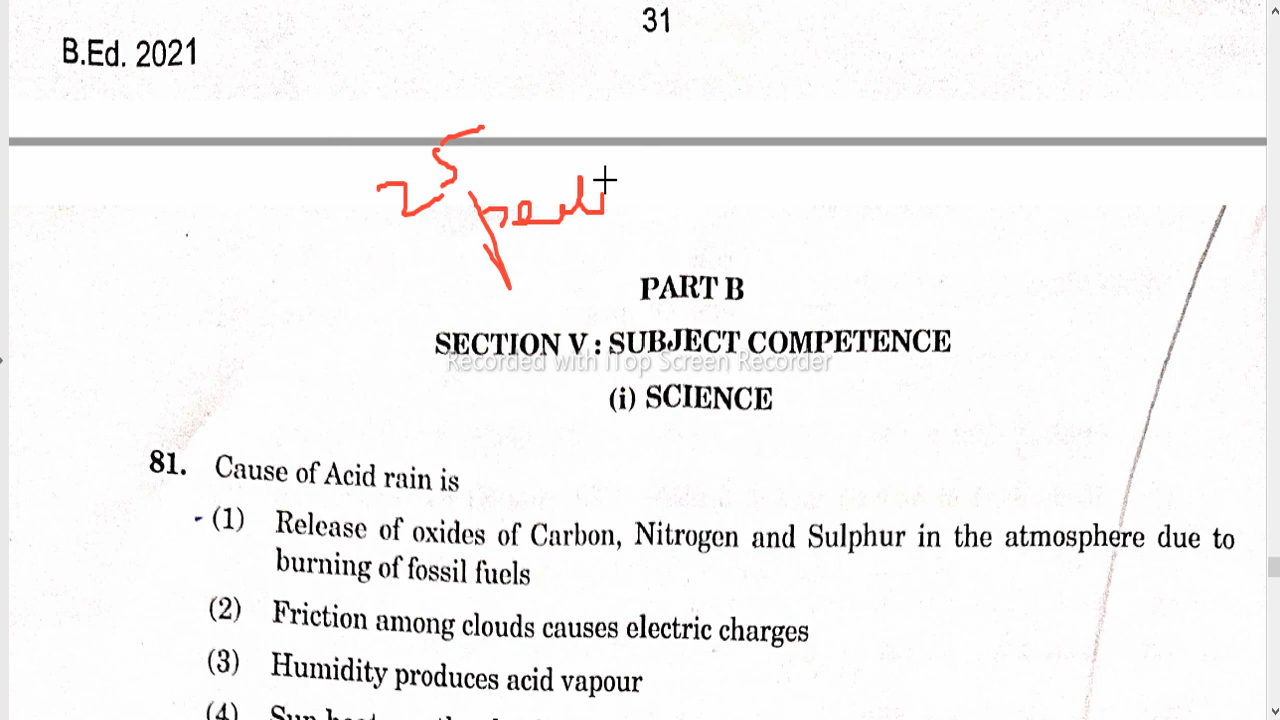 31
B.Ed. 2021
25
PART B
SECTION V : SUBJECT COMPETENCE
Recorded with iTop Screen Recorder
(i) SCIENCE
81. Cause of Acid rain is
(1) Release of oxides of Carbon, Nitrogen and Sulphur in the atmosphere due to
burning of fossil fuels
(2) Friction among clouds causes electric charges
(3) Humidity produces acid vapour
(4) Sun